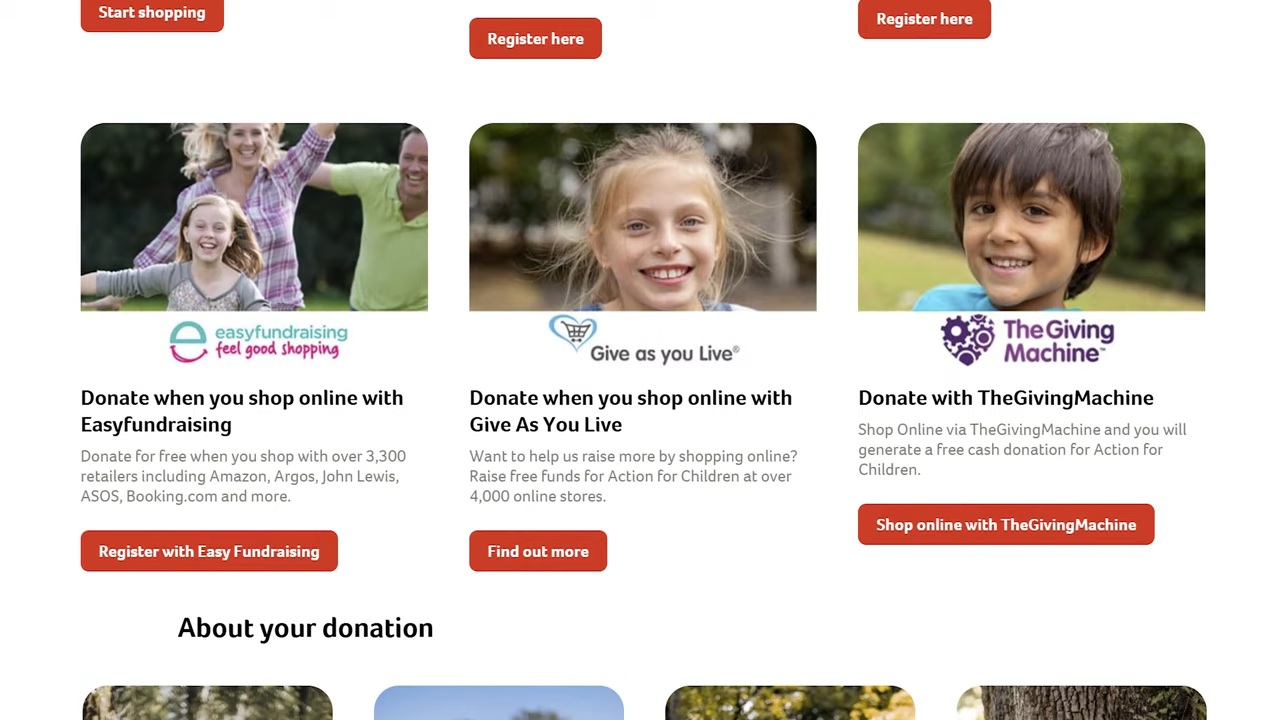 Start shopping
Register here
Register here
easyfundraising
feel good shopping
Give as you Live®
TheGiving
Machine™
Donate when you shop online with
Easyfundraising
Donate for free when you shop with over 3,300
retailers including Amazon, Argos, John Lewis,
ASOS, Booking.com and more.
Register with Easy Fundraising
Donate when you shop online with
Give As You Live
Want to help us raise more by shopping online?
Raise free funds for Action for Children at over
4,000 online stores.
Find out more
Donate with TheGivingMachine
Shop Online via TheGivingMachine and you will
generate a free cash donation for Action for
Children.
Shop online with TheGivingMachine
About your donation